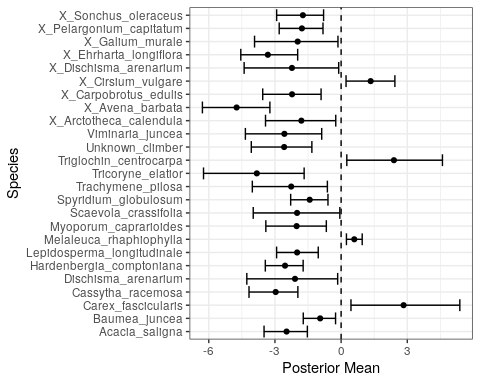 X_Sonchus_oleraceus
X_Pelargonium_capitatum
X_Galium_murale
X_Ehrharta_longiflora
X_Dischisma_arenarium
X_Cirsium_vulgare
X_Carpobrotus_edulis
X_Avena_barbata
X_Arctotheca_calendula
Viminaria_juncea
Unknown_climber
Triglochin_centrocarpa
Tricoryne_elatior
Trachymene_pilosa
Spyridium_globulosum
Scaevola_crassifolia
Myoporum_caprarioides
Melaleuca_rhaphiophylla
Lepidosperma_longitudinale
Hardenbergia_comptoniana
Dischisma_arenarium
Cassytha_racemosa
Carex_fascicularis
Baumea_juncea
Acacia_saligna
Species
-6 -3 0 3
Posterior Mean